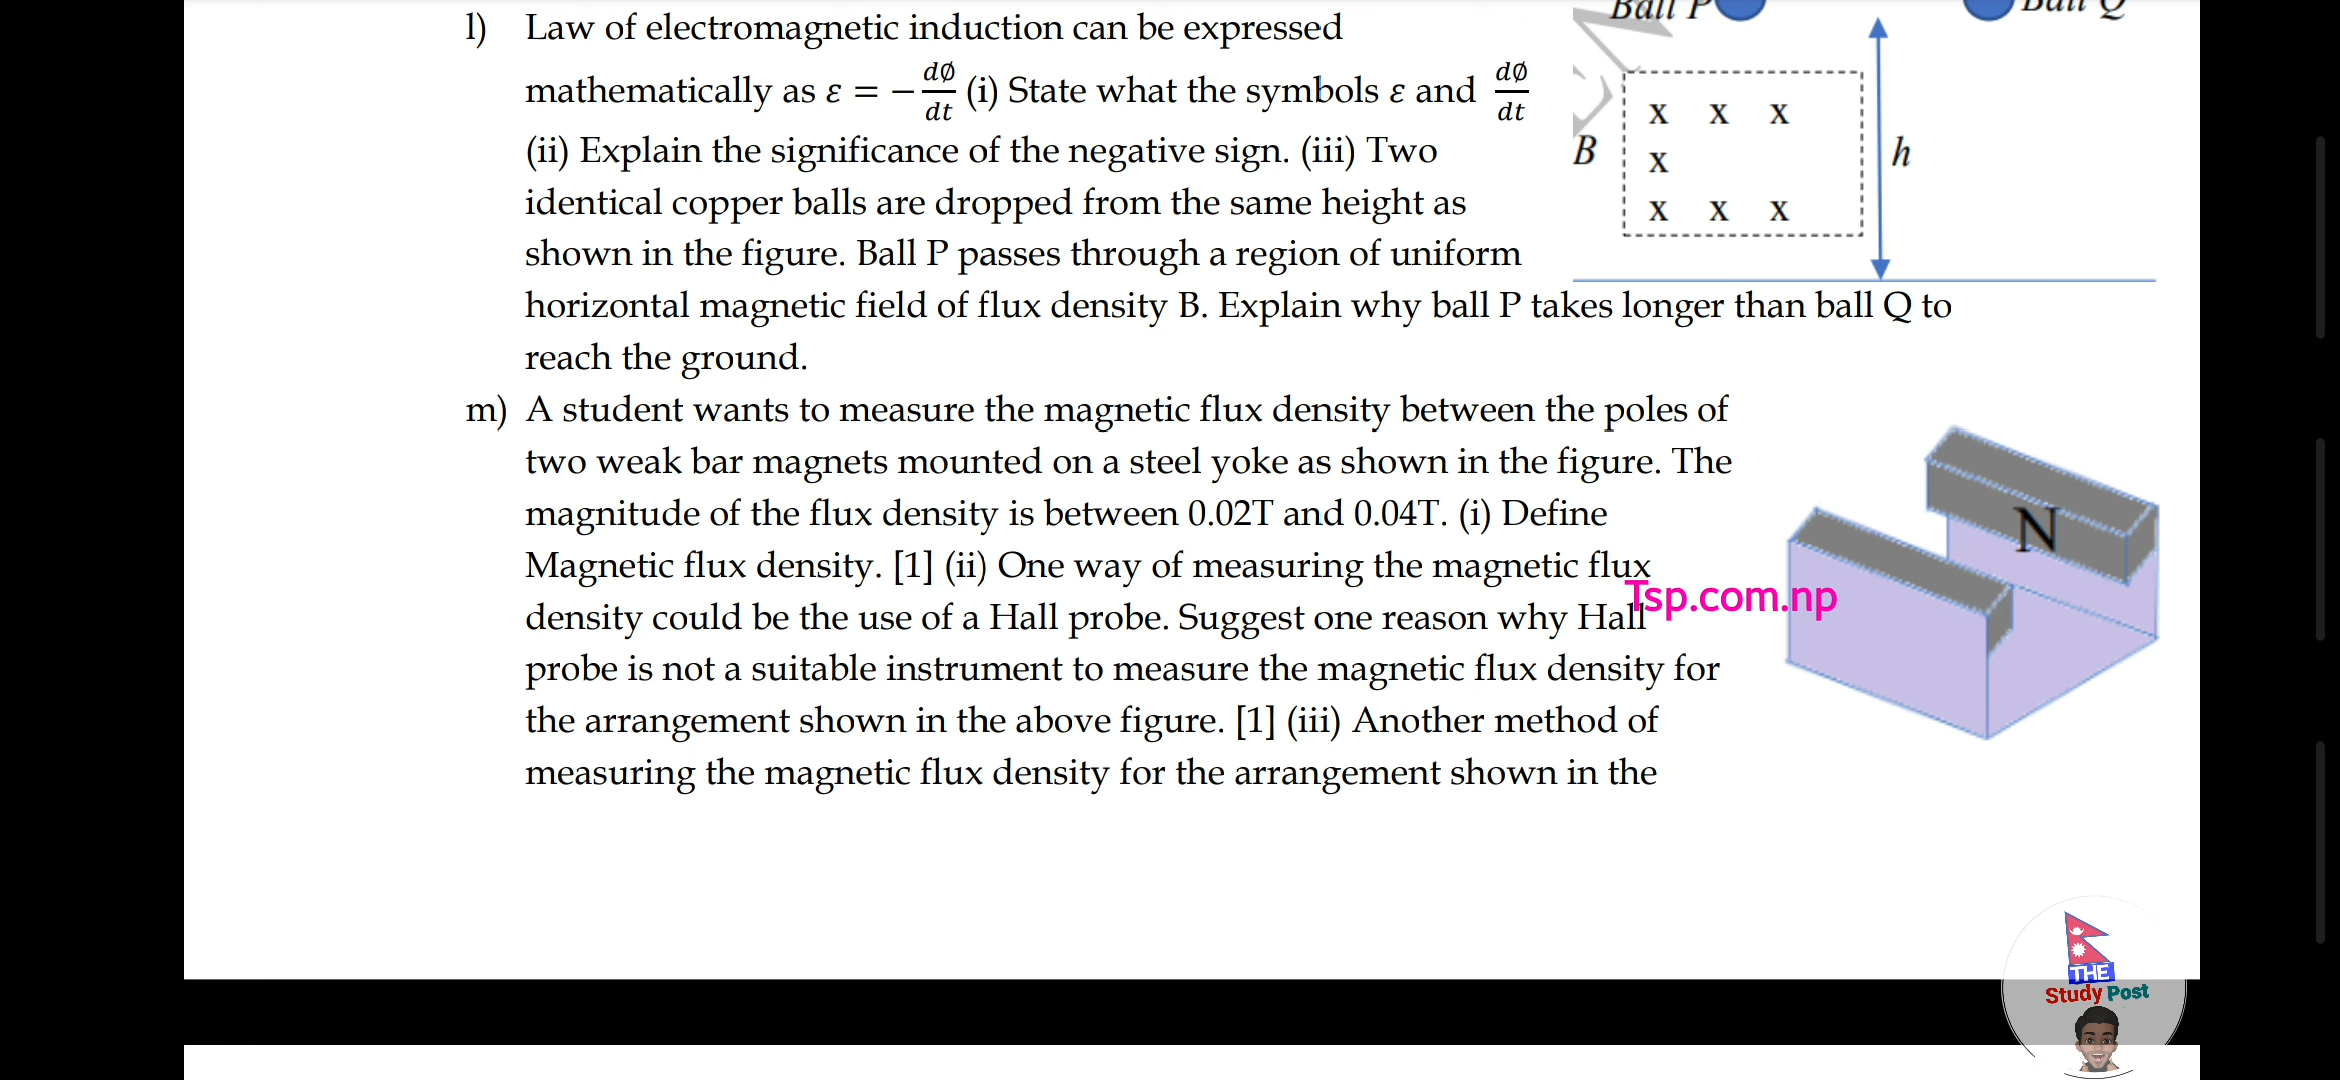 l) Law of electromagnetic induction can be expressed
mathematically as ε = − dØ/dt (i) State what the symbols ε and dØ/dt
(ii) Explain the significance of the negative sign. (iii) Two
identical copper balls are dropped from the same height as
shown in the figure. Ball P passes through a region of uniform
horizontal magnetic field of flux density B. Explain why ball P takes longer than ball Q to
reach the ground.
Ball P Ball Q
x x x
B x h
x x x
m) A student wants to measure the magnetic flux density between the poles of
two weak bar magnets mounted on a steel yoke as shown in the figure. The
magnitude of the flux density is between 0.02T and 0.04T. (i) Define
Magnetic flux density. [1] (ii) One way of measuring the magnetic flux
density could be the use of a Hall probe. Suggest one reason why Hall
probe is not a suitable instrument to measure the magnetic flux density for
the arrangement shown in the above figure. [1] (iii) Another method of
measuring the magnetic flux density for the arrangement shown in the
N
Tsp.com.np
THE
Study Post